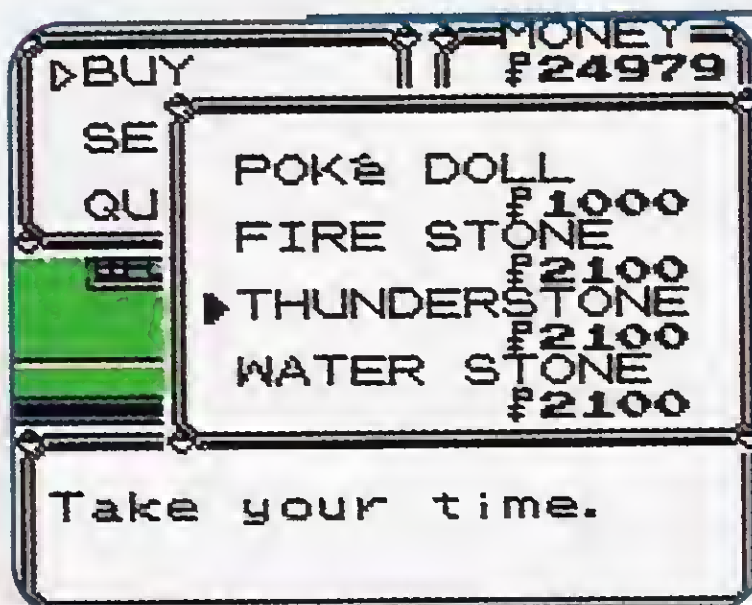 MONEY
▷BUY
₽24979
SE
QU
POKé DOLL
₽1000
FIRE STONE
₽2100
▶THUNDERSTONE
₽2100
WATER STONE
₽2100
Take your time.